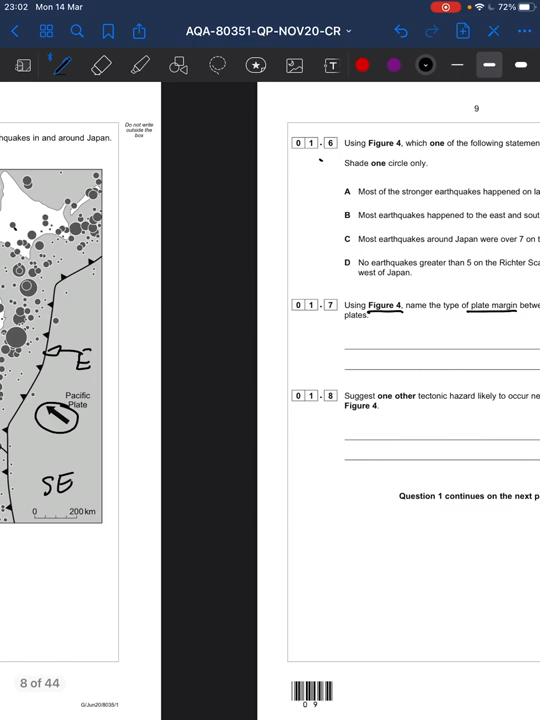 23:02 Mon 14 Mar
72%
AQA-80351-QP-NOV20-CR
T
hquakes in and around Japan.
Do not write
outside the
box
E
Pacific
Plate
SE
0 200 km
8 of 44
G/Jun20/8035/1
9
0 1 . 6 Using Figure 4, which one of the following statemen
Shade one circle only.
A Most of the stronger earthquakes happened on la
B Most earthquakes happened to the east and sout
C Most earthquakes around Japan were over 7 on t
D No earthquakes greater than 5 on the Richter Sca
west of Japan.
0 1 . 7 Using Figure 4, name the type of plate margin betwe
plates.
0 1 . 8 Suggest one other tectonic hazard likely to occur ne
Figure 4.
Question 1 continues on the next p
0 9